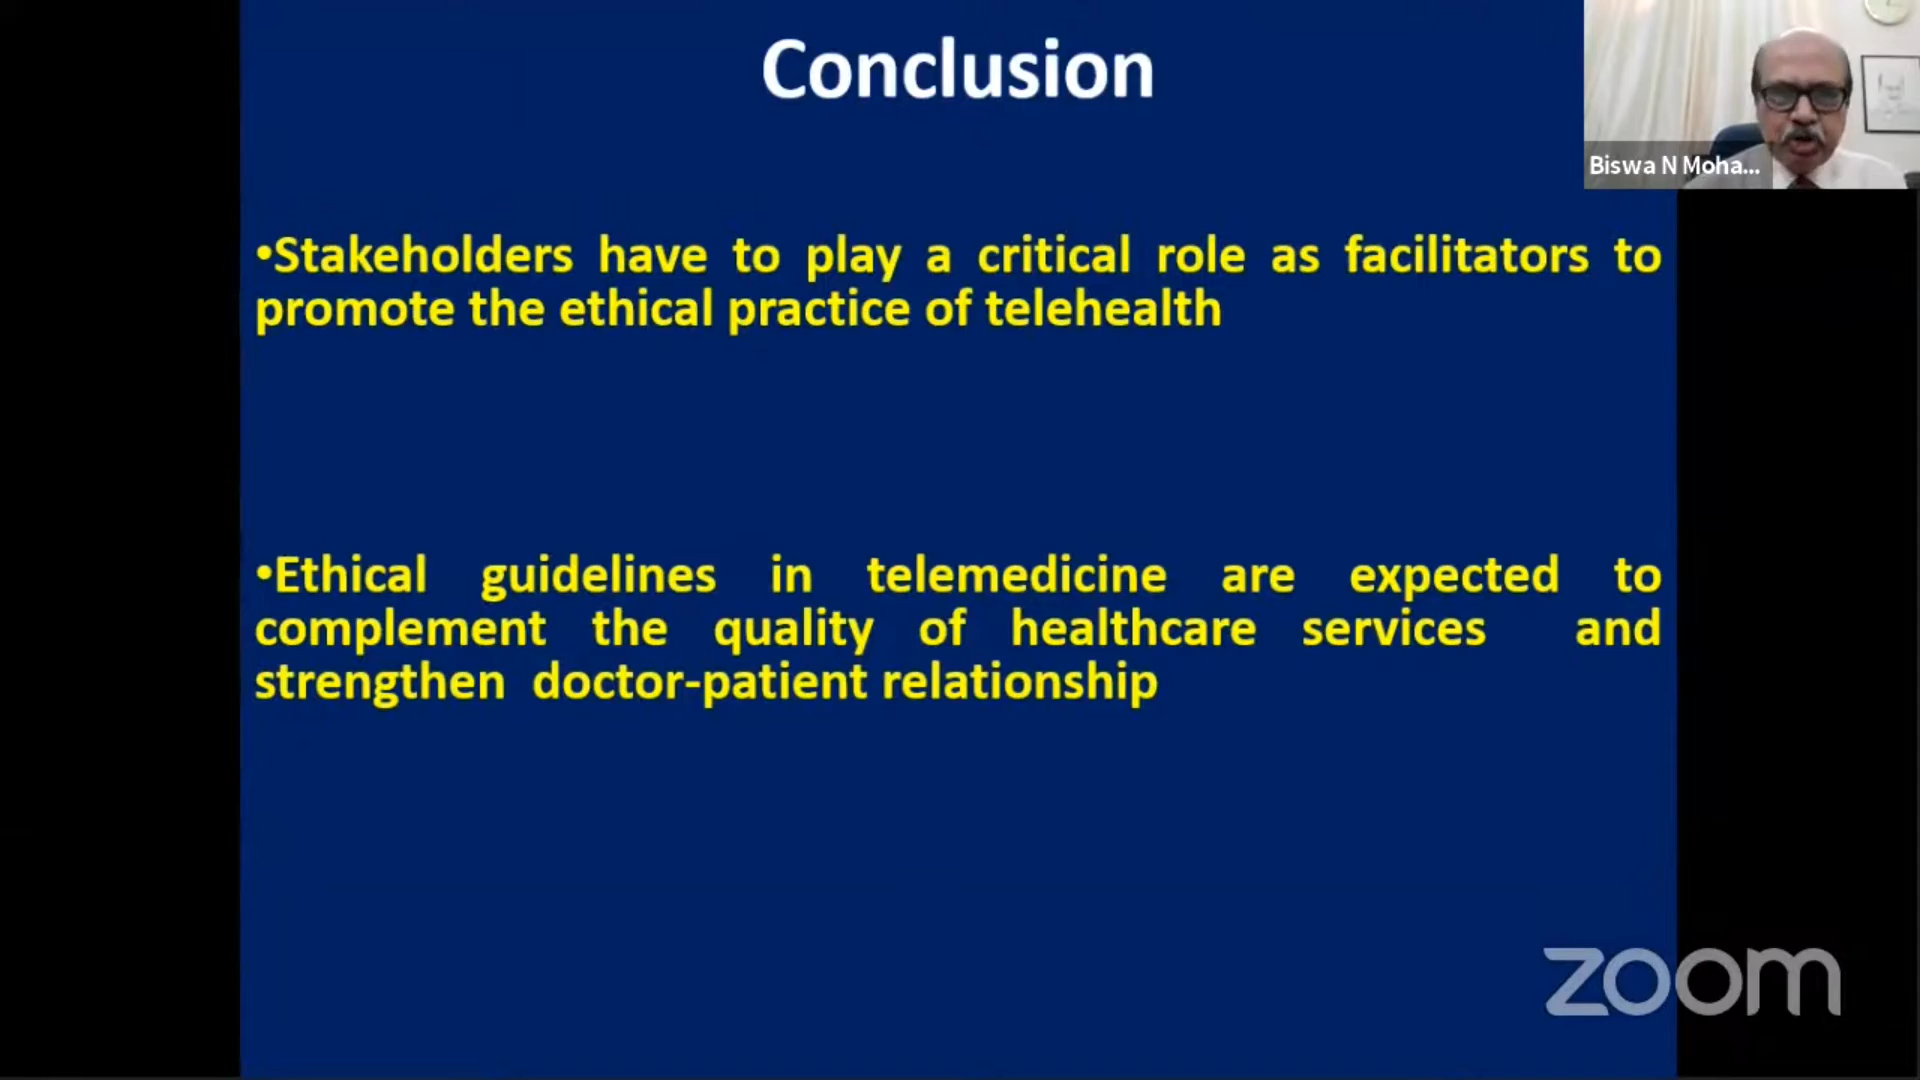 Conclusion
Biswa N Moha...
•Stakeholders have to play a critical role as facilitators to
promote the ethical practice of telehealth
•Ethical guidelines in telemedicine are expected to
complement the quality of healthcare services and
strengthen doctor-patient relationship
zoom